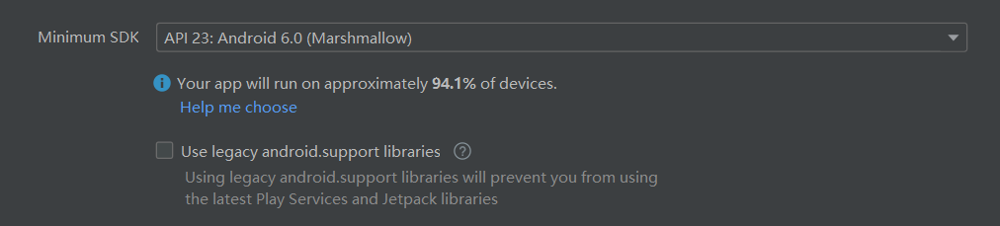 Minimum SDK API 23: Android 6.0 (Marshmallow)
Your app will run on approximately 94.1% of devices.
Help me choose
Use legacy android.support libraries ?
Using legacy android.support libraries will prevent you from using
the latest Play Services and Jetpack libraries